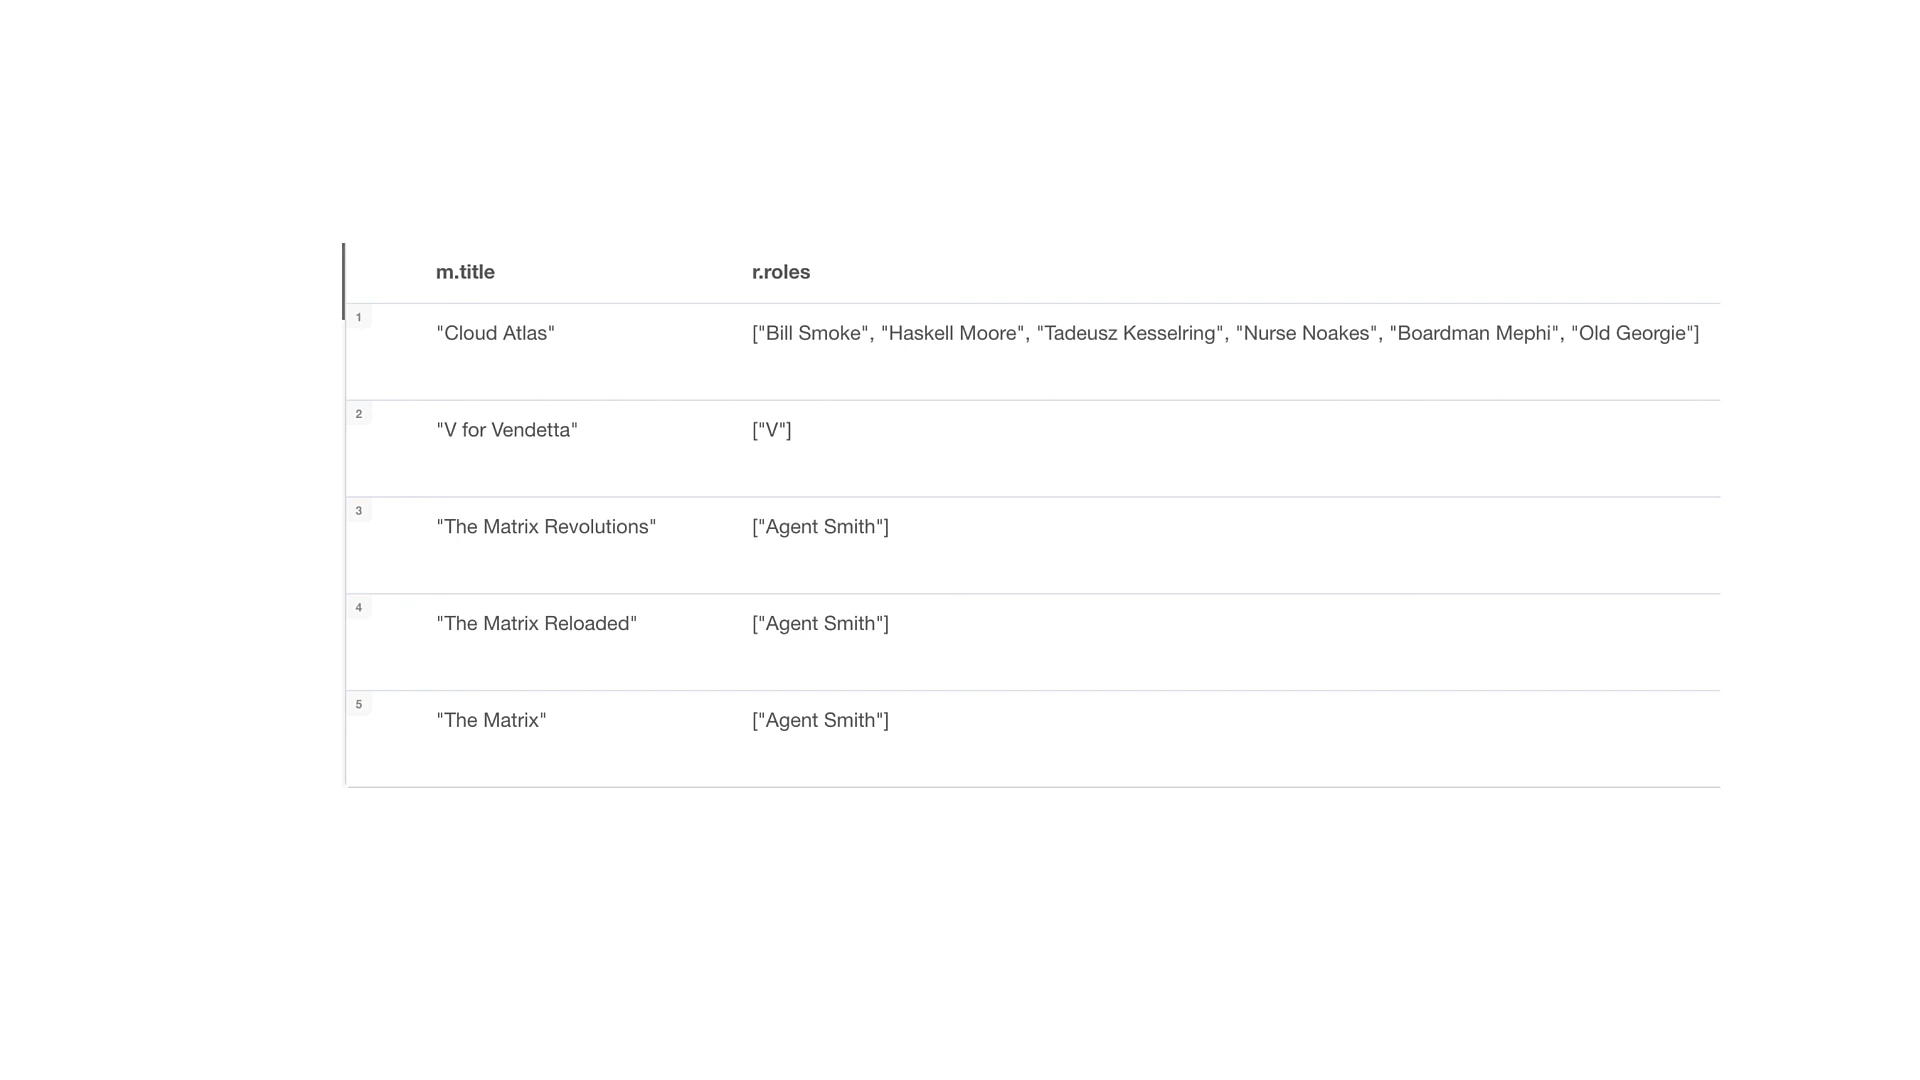 m.title r.roles
1 "Cloud Atlas" ["Bill Smoke", "Haskell Moore", "Tadeusz Kesselring", "Nurse Noakes", "Boardman Mephi", "Old Georgie"]
2 "V for Vendetta" ["V"]
3 "The Matrix Revolutions" ["Agent Smith"]
4 "The Matrix Reloaded" ["Agent Smith"]
5 "The Matrix" ["Agent Smith"]